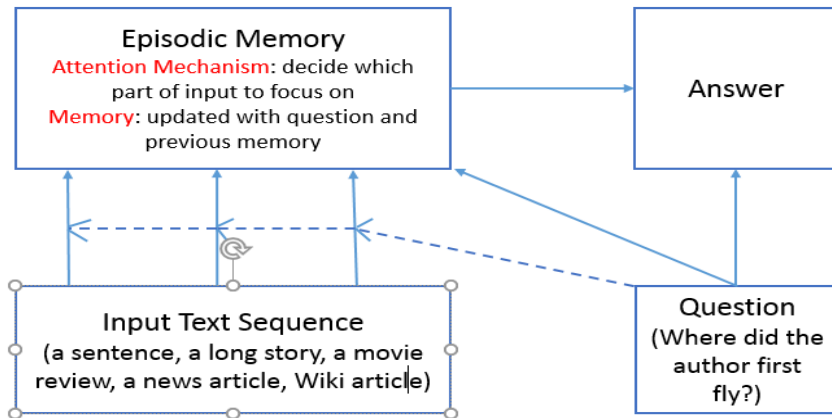 Episodic Memory
Attention Mechanism: decide which
part of input to focus on
Memory: updated with question and
previous memory
Answer
Input Text Sequence
(a sentence, a long story, a movie
review, a news article, Wiki article)
Question
(Where did the
author first
fly?)